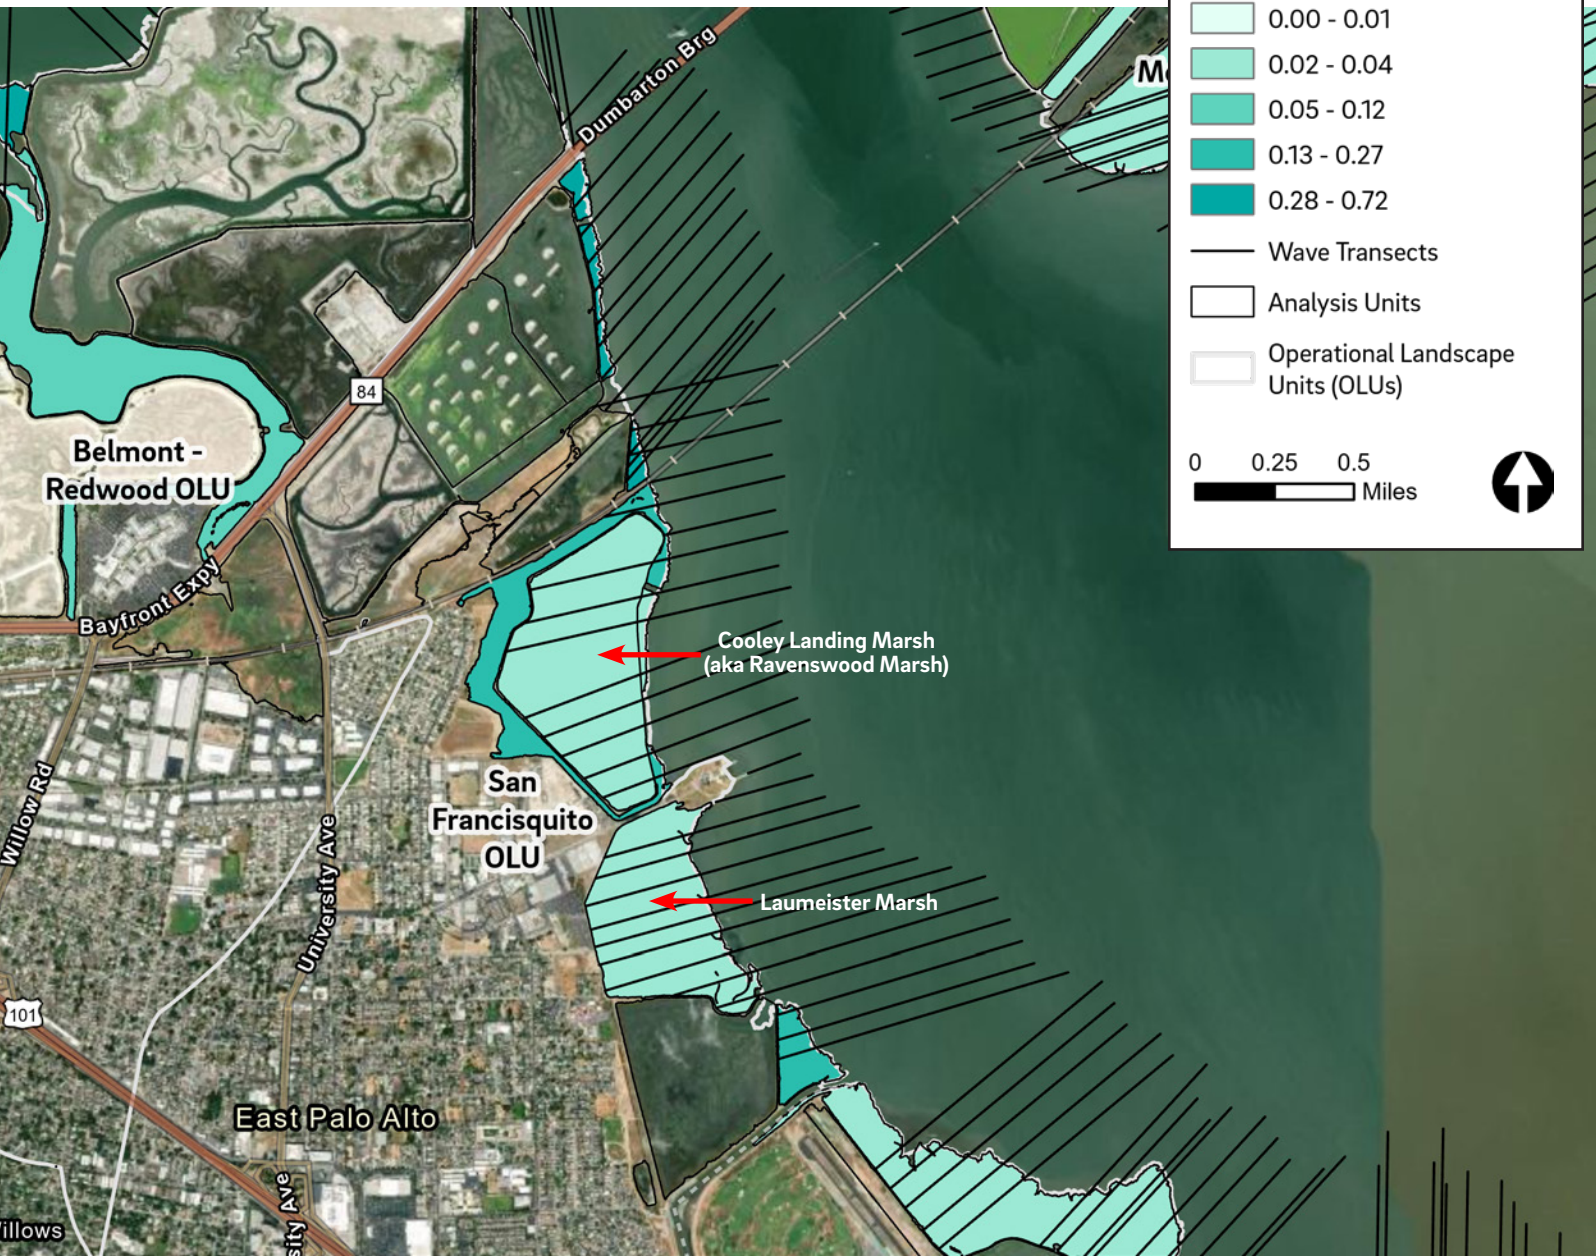 0.00 - 0.01
0.02 - 0.04
0.05 - 0.12
0.13 - 0.27
0.28 - 0.72
Wave Transects
Analysis Units
Operational Landscape
Units (OLUs)
0 0.25 0.5
Miles
Dumbarton Brg
84
Belmont -
Redwood OLU
Bayfront Expy
Cooley Landing Marsh
(aka Ravenswood Marsh)
San
Francisquito
OLU
Willow Rd
University Ave
Laumeister Marsh
101
East Palo Alto